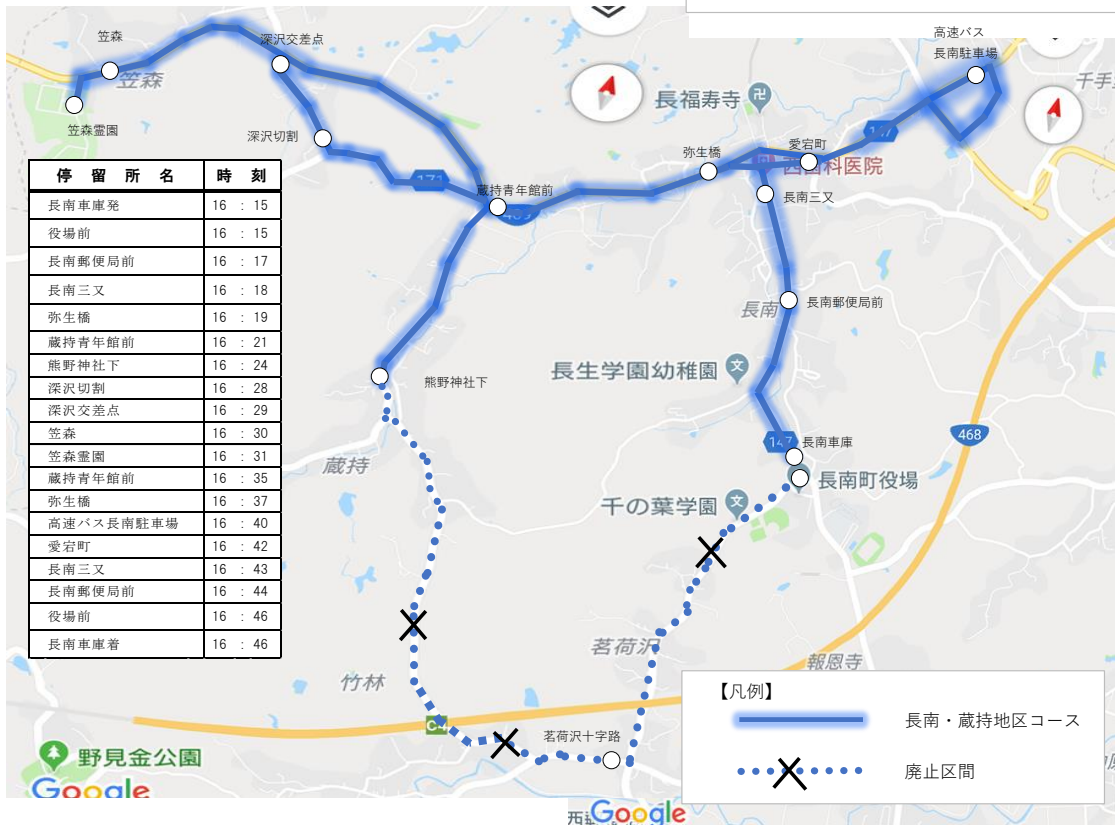 高速バス
長南駐車場
笠森
深沢交差点
笠森
長福寺
笠森霊園
深沢切割
弥生橋
愛宕町
147
西歯科医院
171
蔵持青年館前
長南三又
停留所名 時刻
長南車庫発 16 : 15
役場前 16 : 15
長南郵便局前 16 : 17
長南三又 16 : 18
弥生橋 16 : 19
蔵持青年館前 16 : 21
熊野神社下 16 : 24
深沢切割 16 : 28
深沢交差点 16 : 29
笠森 16 : 30
笠森霊園 16 : 31
蔵持青年館前 16 : 35
弥生橋 16 : 37
高速バス長南駐車場 16 : 40
愛宕町 16 : 42
長南三又 16 : 43
長南郵便局前 16 : 44
役場前 16 : 46
長南車庫着 16 : 46
409
長南
長南郵便局前
長生学園幼稚園
熊野神社下
468
147
長南車庫
蔵持
長南町役場
千の葉学園
茗荷沢
報恩寺
竹林
茗荷沢十字路
野見金公園
Google
【凡例】
長南・蔵持地区コース
廃止区間
Google